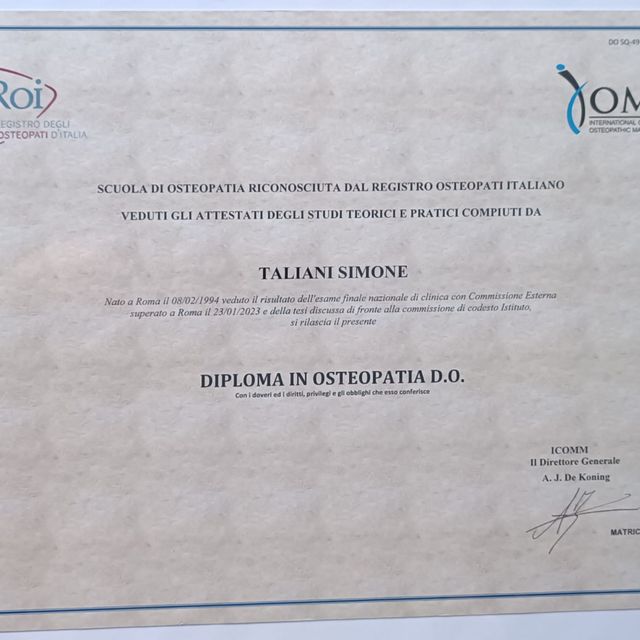 DO SQ-49
Roi
REGISTRO DEGLI
OSTEOPATI D'ITALIA
INTERNATIONAL
OSTEOPATHIC
SCUOLA DI OSTEOPATIA RICONOSCIUTA DAL REGISTRO OSTEOPATI ITALIANO
VEDUTI GLI ATTESTATI DEGLI STUDI TEORICI E PRATICI COMPIUTI DA
TALIANI SIMONE
Nato a Roma il 08/02/1994 veduto il risultato dell'esame finale nazionale di clinica con Commissione Esterna
superato a Roma il 23/01/2023 e della tesi discussa di fronte alla commissione di codesto Istituto,
si rilascia il presente
DIPLOMA IN OSTEOPATIA D.O.
Con i doveri ed i diritti, privilegi e gli obblighi che esso conferisce
ICOMM
Il Direttore Generale
A. J. De Koning